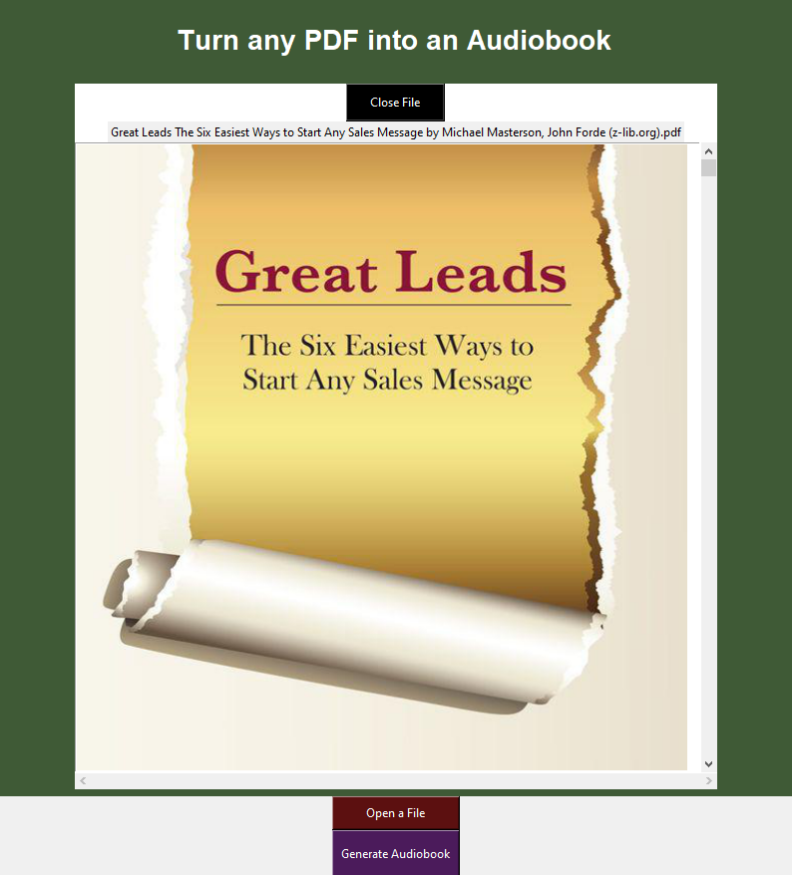 Turn any PDF into an Audiobook
Close File
Great Leads The Six Easiest Ways to Start Any Sales Message by Michael Masterson, John Forde (z-lib.org).pdf
Great Leads
The Six Easiest Ways to
Start Any Sales Message
Open a File
Generate Audiobook